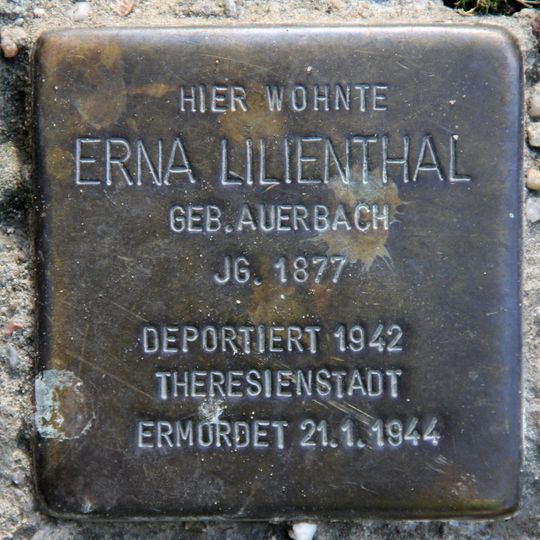 HIER WOHNTE
ERNA LILIENTHAL
GEB. AUERBACH
JG. 1877
DEPORTIERT 1942
THERESIENSTADT
ERMORDET 21.1.1944